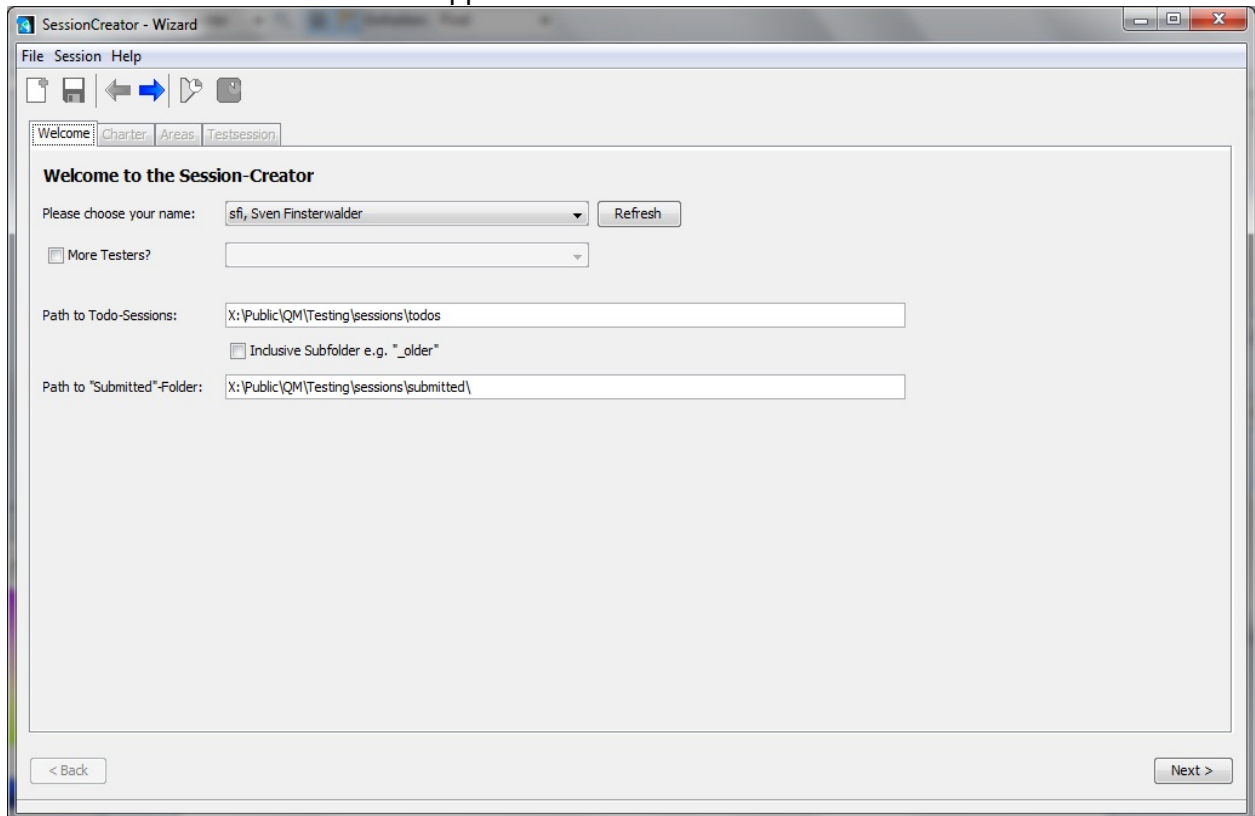 SessionCreator - Wizard
File Session Help
Welcome Charter Areas Testsession
Welcome to the Session-Creator
Please choose your name: sfi, Sven Finsterwalder Refresh
More Testers?
Path to Todo-Sessions: X:\Public\QM\Testing\sessions\todos
Inclusive Subfolder e.g. "_older"
Path to "Submitted"-Folder: X:\Public\QM\Testing\sessions\submitted\
< Back Next >